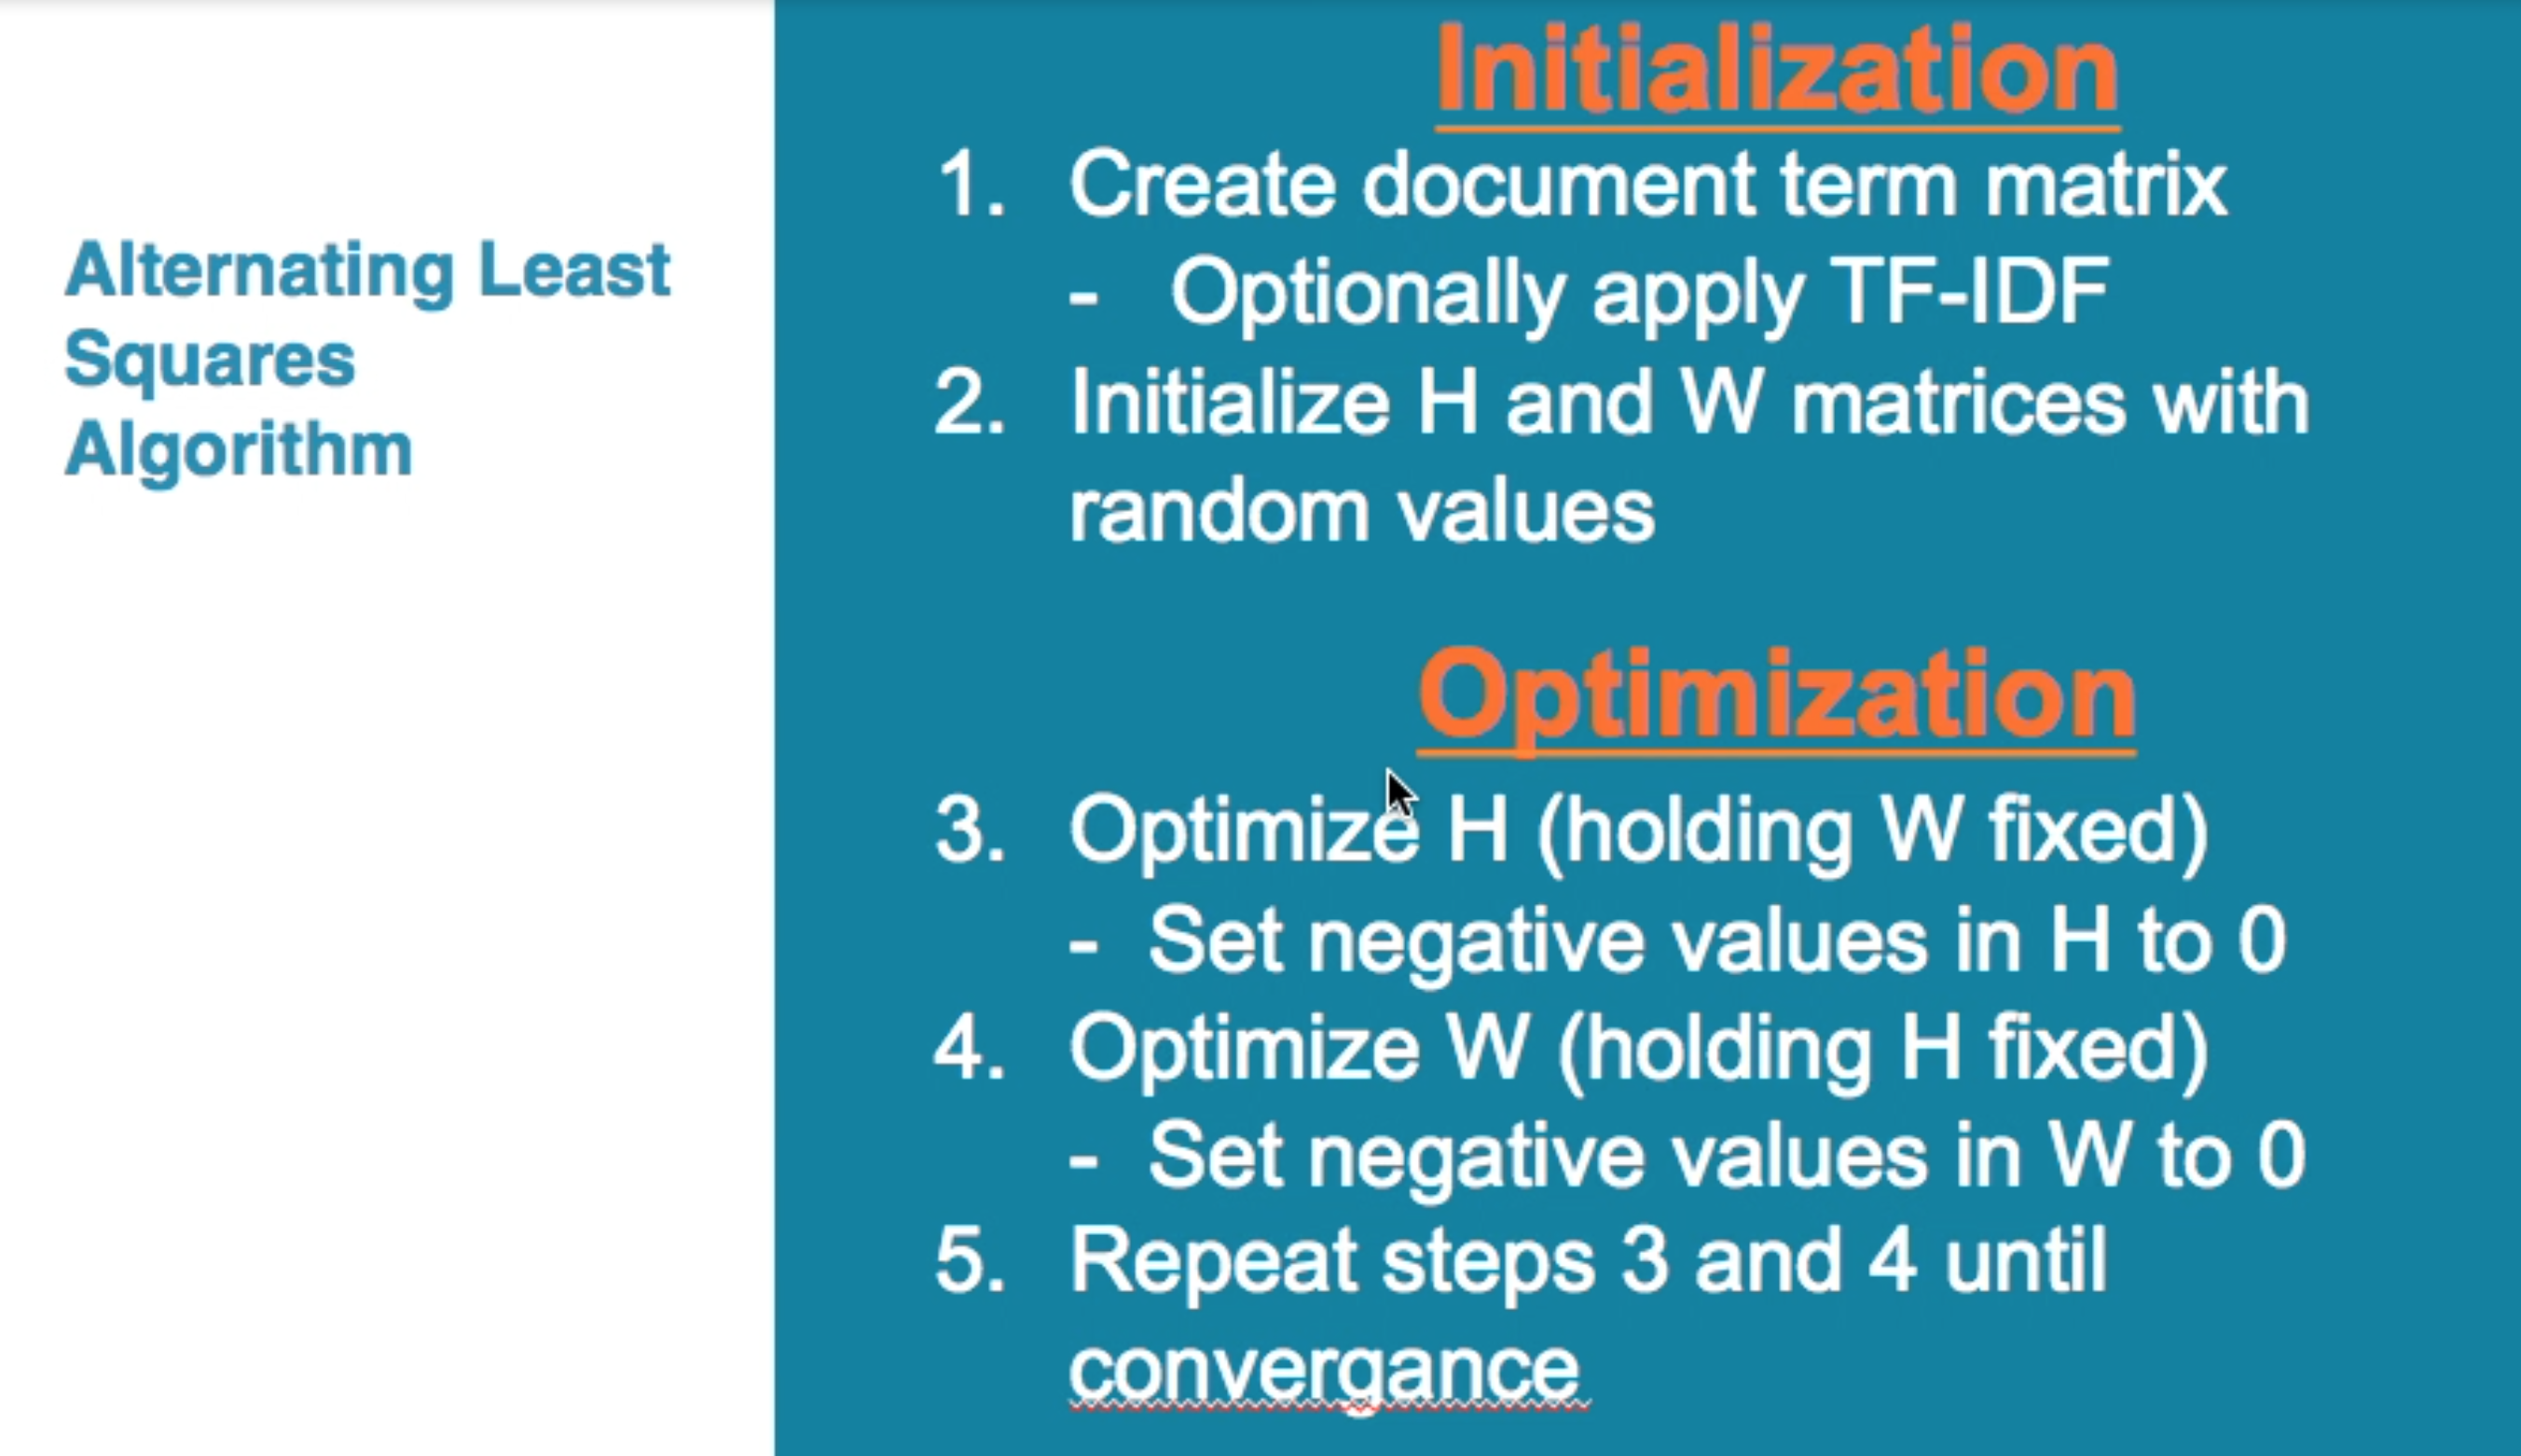 Alternating Least
Squares
Algorithm
Initialization
1. Create document term matrix
- Optionally apply TF-IDF
2. Initialize H and W matrices with
random values
Optimization
3. Optimize H (holding W fixed)
- Set negative values in H to 0
4. Optimize W (holding H fixed)
- Set negative values in W to 0
5. Repeat steps 3 and 4 until
convergance